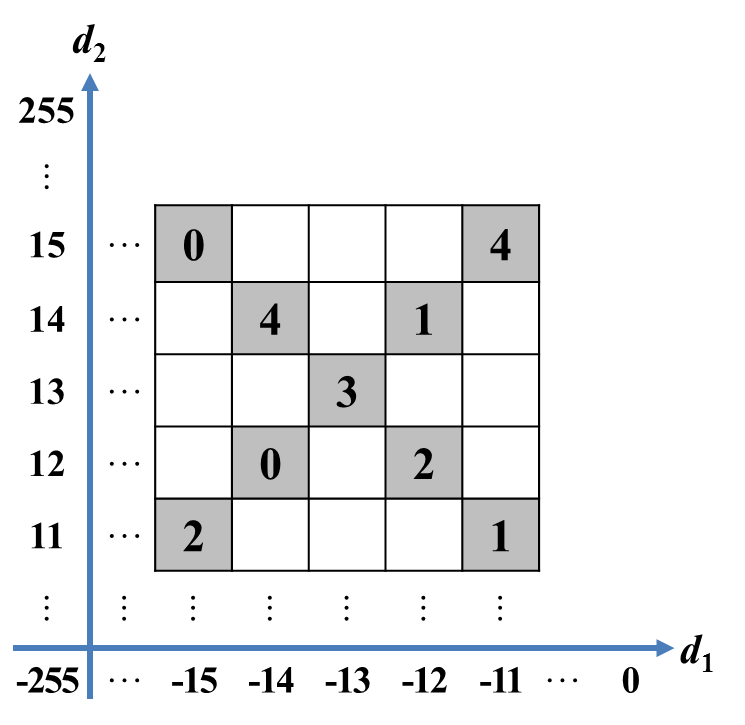 d₂
255
⋮
15 ⋯ 0 4
14 ⋯ 4 1
13 ⋯ 3
12 ⋯ 0 2
11 ⋯ 2 1
⋮ ⋮ ⋮ ⋮ ⋮ ⋮ ⋮
d₁
-255 ⋯ -15 -14 -13 -12 -11 ⋯ 0